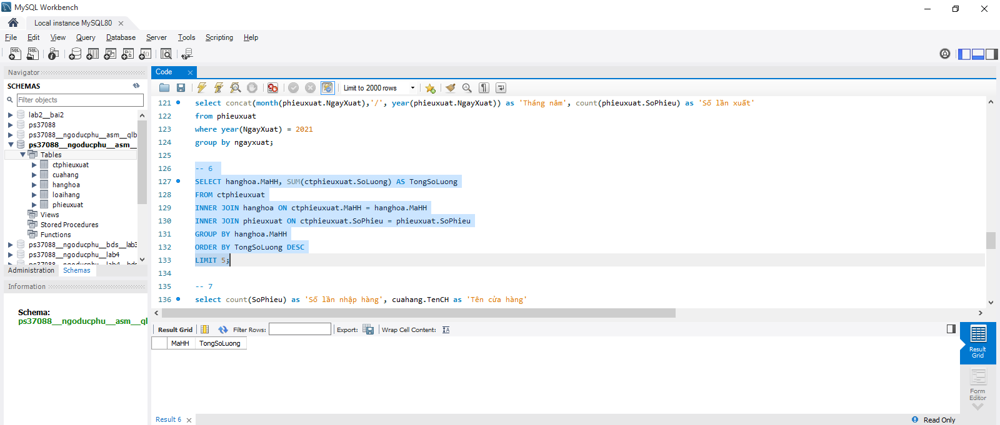 MySQL Workbench
Local instance MySQL80
File Edit View Query Database Server Tools Scripting Help
Navigator
SCHEMAS
Filter objects
lab2__bai2
ps37088
ps37088__ngoducphu__asm__qlb
ps37088__ngoducphu__asm__
Tables
ctphieuxuat
cuahang
hanghoa
loaihang
phieuxuat
Views
Stored Procedures
Functions
ps37088__ngoducphu__bds__lab3
ps37088__ngoducphu__lab4
Administration Schemas
Information
Schema:
ps37088__ngoducphu__asm__ql
Code
Limit to 2000 rows
121 select concat(month(phieuxuat.NgayXuat),'/', year(phieuxuat.NgayXuat)) as 'Tháng năm', count(phieuxuat.SoPhieu) as 'Số lần xuất'
122 from phieuxuat
123 where year(NgayXuat) = 2021
124 group by ngayxuat;
125
126 -- 6
127 SELECT hanghoa.MaHH, SUM(ctphieuxuat.SoLuong) AS TongSoLuong
128 FROM ctphieuxuat
129 INNER JOIN hanghoa ON ctphieuxuat.MaHH = hanghoa.MaHH
130 INNER JOIN phieuxuat ON ctphieuxuat.SoPhieu = phieuxuat.SoPhieu
131 GROUP BY hanghoa.MaHH
132 ORDER BY TongSoLuong DESC
133 LIMIT 5;
134
135 -- 7
136 select count(SoPhieu) as 'Số lần nhập hàng', cuahang.TenCH as 'Tên cửa hàng'
Result Grid Filter Rows: Export: Wrap Cell Content:
MaHH TongSoLuong
Result
Grid
Form
Editor
Result 6
Read Only